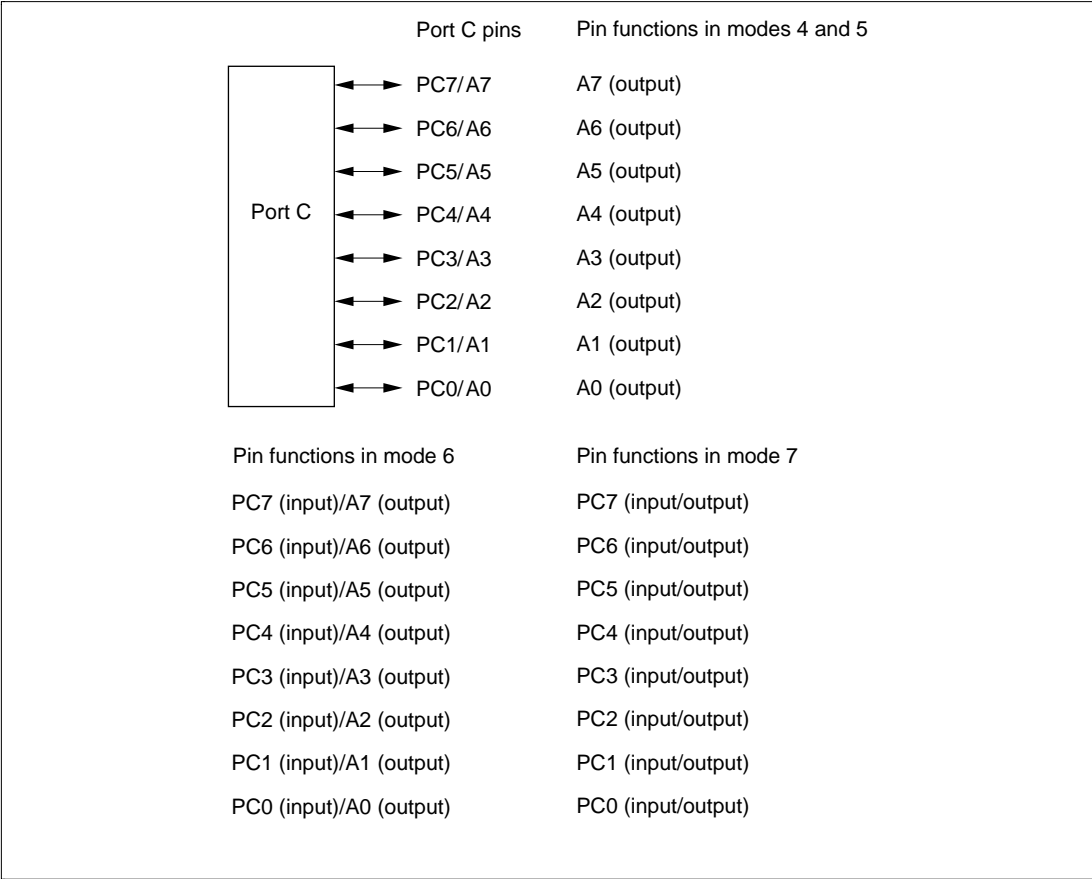 Port C pins Pin functions in modes 4 and 5
PC7/A7 A7 (output)
PC6/A6 A6 (output)
PC5/A5 A5 (output)
Port C PC4/A4 A4 (output)
PC3/A3 A3 (output)
PC2/A2 A2 (output)
PC1/A1 A1 (output)
PC0/A0 A0 (output)
Pin functions in mode 6 Pin functions in mode 7
PC7 (input)/A7 (output) PC7 (input/output)
PC6 (input)/A6 (output) PC6 (input/output)
PC5 (input)/A5 (output) PC5 (input/output)
PC4 (input)/A4 (output) PC4 (input/output)
PC3 (input)/A3 (output) PC3 (input/output)
PC2 (input)/A2 (output) PC2 (input/output)
PC1 (input)/A1 (output) PC1 (input/output)
PC0 (input)/A0 (output) PC0 (input/output)